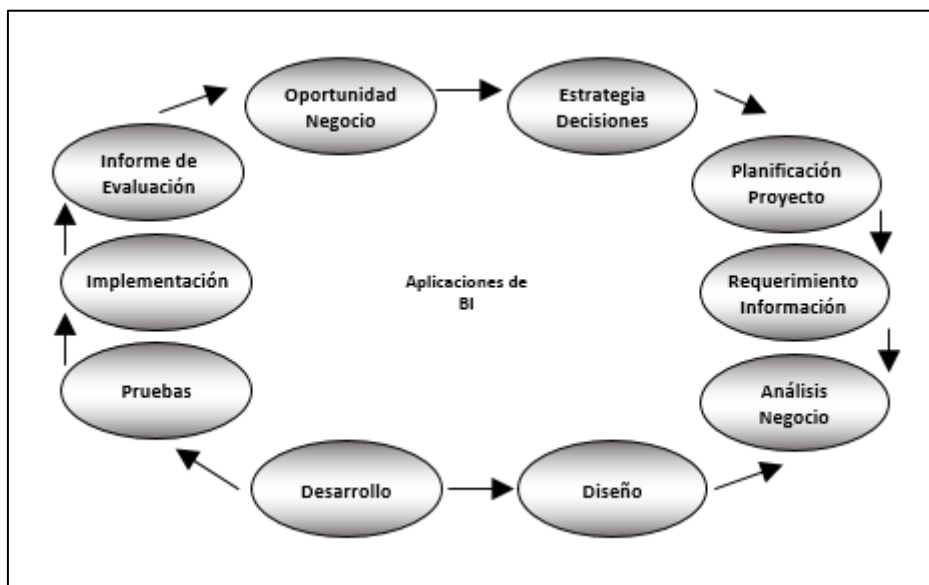 Oportunidad
Negocio
Estrategia
Decisiones
Planificación
Proyecto
Requerimiento
Información
Análisis
Negocio
Diseño
Desarrollo
Pruebas
Implementación
Informe de
Evaluación
Aplicaciones de
BI